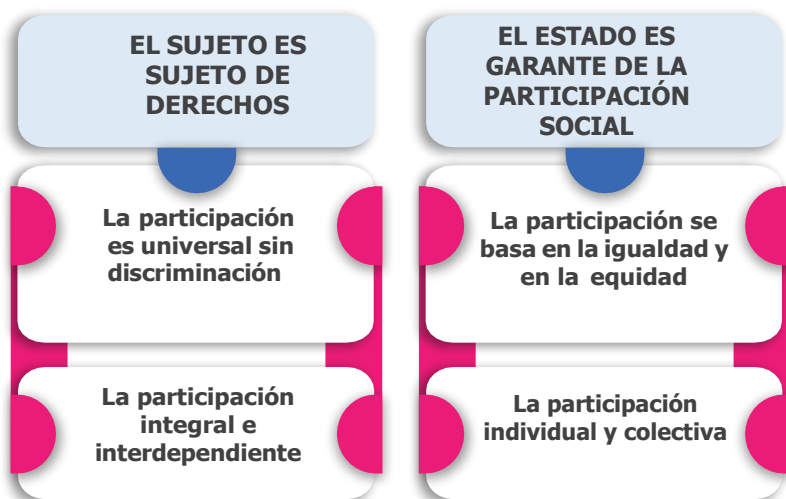 EL SUJETO ES
SUJETO DE
DERECHOS
La participación
es universal sin
discriminación
La participación
integral e
interdependiente
EL ESTADO ES
GARANTE DE LA
PARTICIPACIÓN
SOCIAL
La participación se
basa en la igualdad y
en la equidad
La participación
individual y colectiva